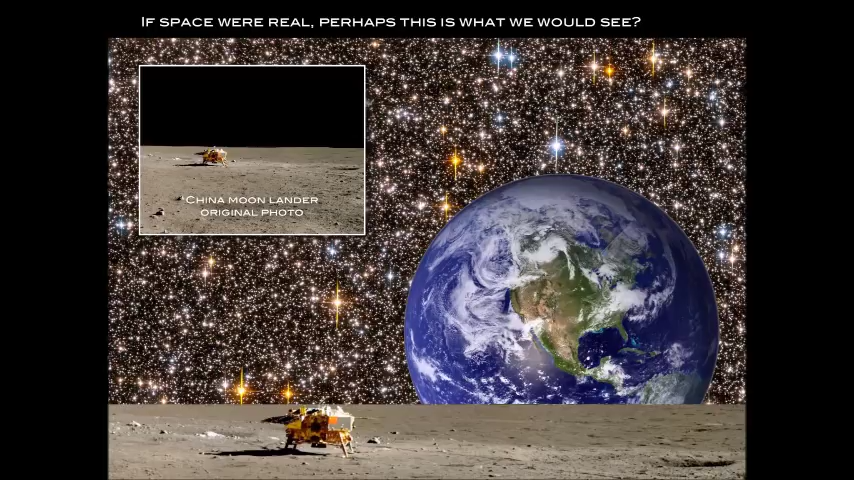 If space were real, perhaps this is what we would see?
*China moon lander
original photo